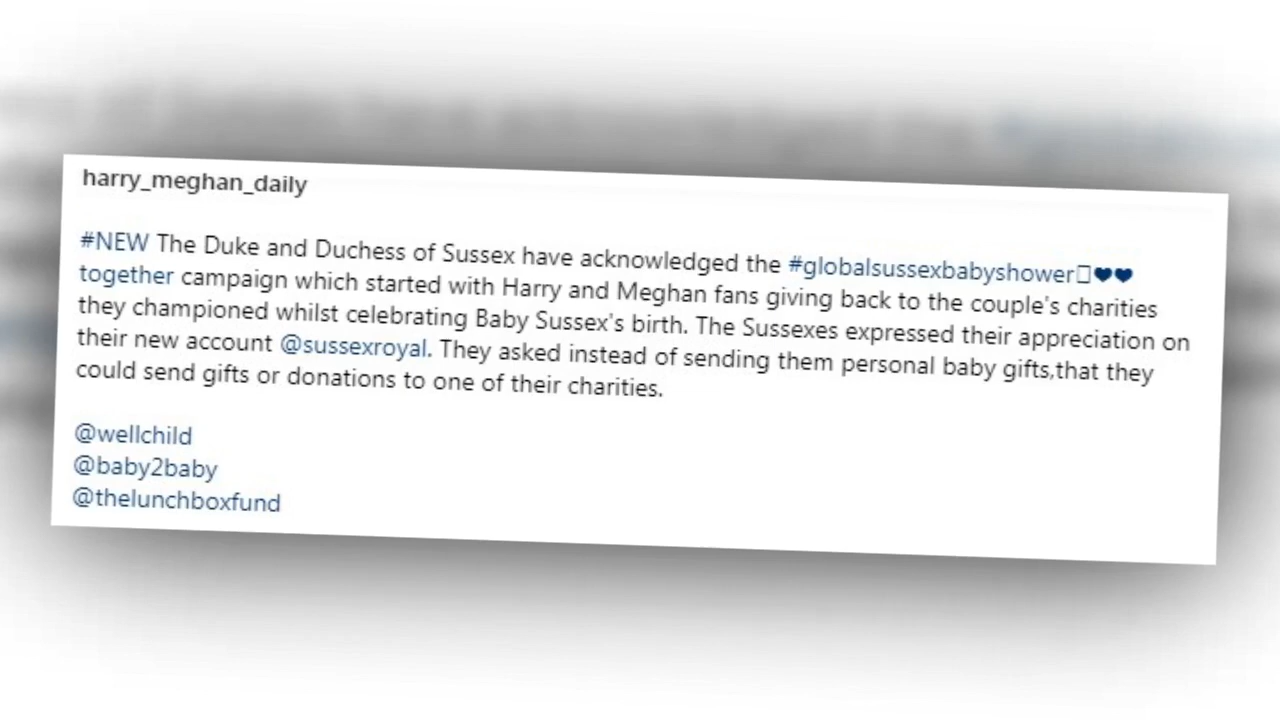 harry_meghan_daily
#NEW The Duke and Duchess of Sussex have acknowledged the #globalsussexbabyshower▯♥♥
together campaign which started with Harry and Meghan fans giving back to the couple's charities
they championed whilst celebrating Baby Sussex's birth. The Sussexes expressed their appreciation on
their new account @sussexroyal. They asked instead of sending them personal baby gifts,that they
could send gifts or donations to one of their charities.
@wellchild
@baby2baby
@thelunchboxfund